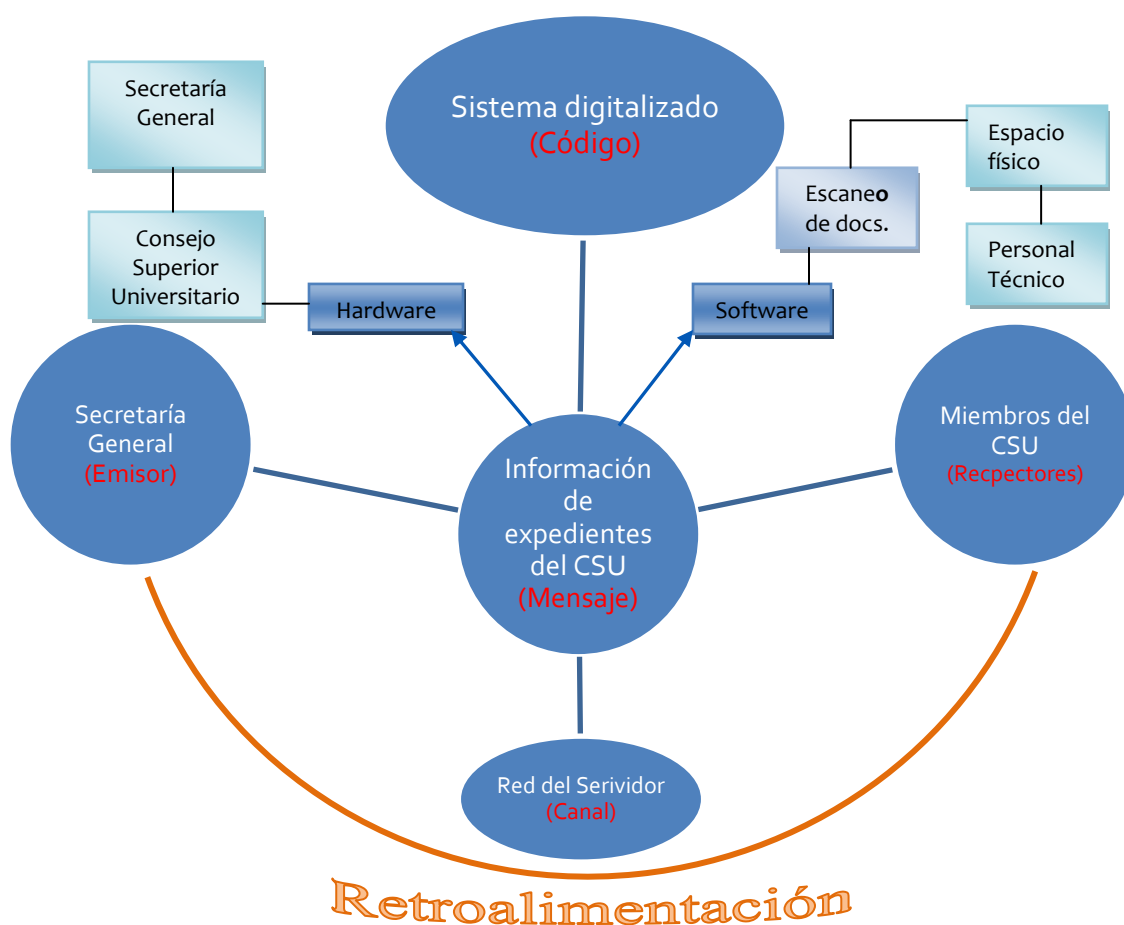 Secretaría
General
Sistema digitalizado
(Código)
Espacio
físico
Escaneo
de docs.
Consejo
Superior
Universitario
Personal
Técnico
Hardware
Software
Secretaría
General
(Emisor)
Miembros del
CSU
(Recpectores)
Información
de
expedientes
del CSU
(Mensaje)
Red del Serividor
(Canal)
Retroalimentación